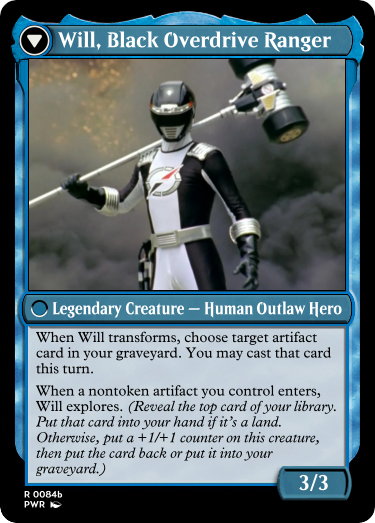 Will, Black Overdrive Ranger
Legendary Creature — Human Outlaw Hero
When Will transforms, choose target artifact
card in your graveyard. You may cast that card
this turn.
When a nontoken artifact you control enters,
Will explores. (Reveal the top card of your library.
Put that card into your hand if it's a land.
Otherwise, put a +1/+1 counter on this creature,
then put the card back or put it into your
graveyard.)
3/3
R 0084b
PWR